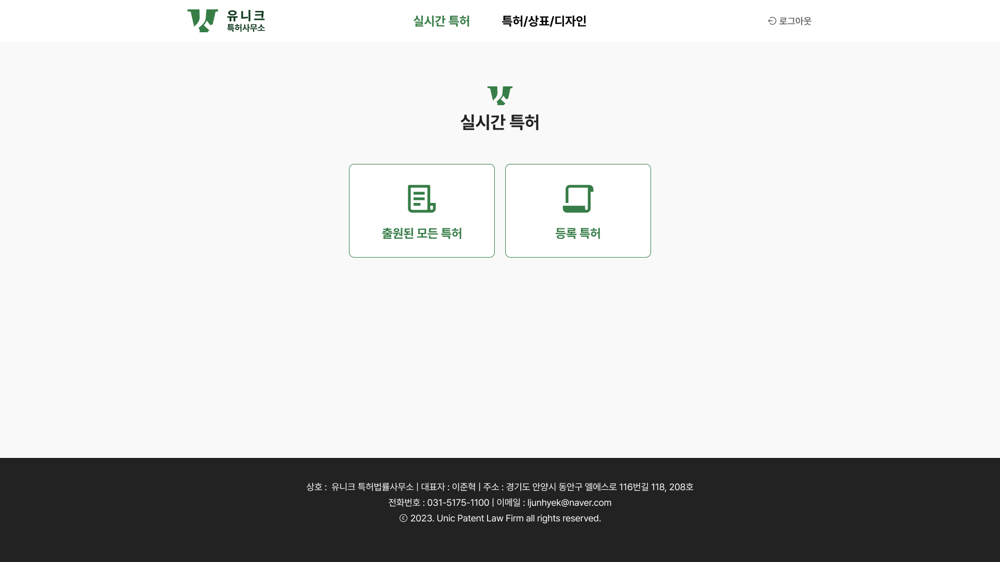 유니크
특허사무소
실시간 특허
특허/상표/디자인
로그아웃
실시간 특허
출원된 모든 특허
등록 특허
상호 : 유니크 특허법률사무소 | 대표자 : 이준혁 | 주소 : 경기도 안양시 동안구 엘에스로 116번길 118, 208호
전화번호 : 031-5175-1100 | 이메일 : ljunhyek@naver.com
ⓒ 2023. Unic Patent Law Firm all rights reserved.